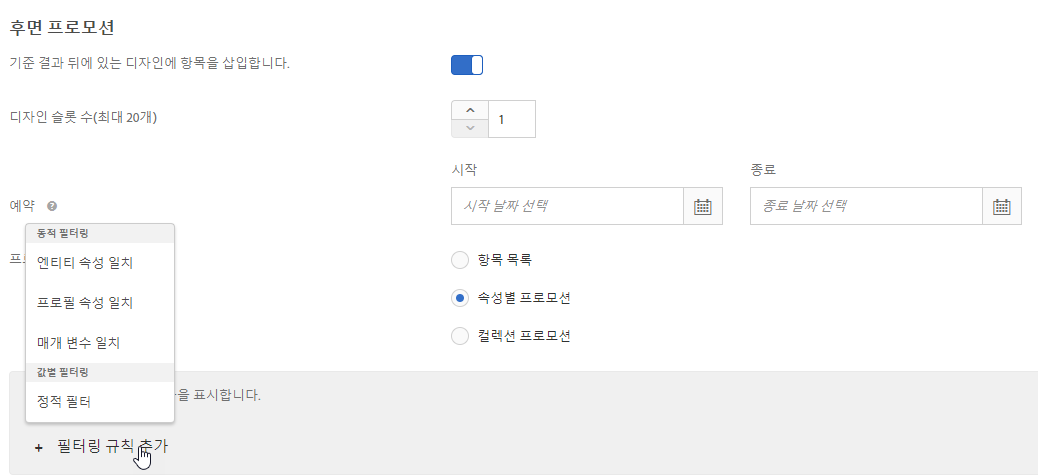 후면 프로모션
기준 결과 뒤에 있는 디자인에 항목을 삽입합니다.
디자인 슬롯 수(최대 20개)
1
시작
종료
예약
시작 날짜 선택
종료 날짜 선택
동적 필터링
엔티티 속성 일치
프로필 속성 일치
매개 변수 일치
값별 필터링
정적 필터
항목 목록
속성별 프로모션
컬렉션 프로모션
표시합니다.
+ 필터링 규칙 추가